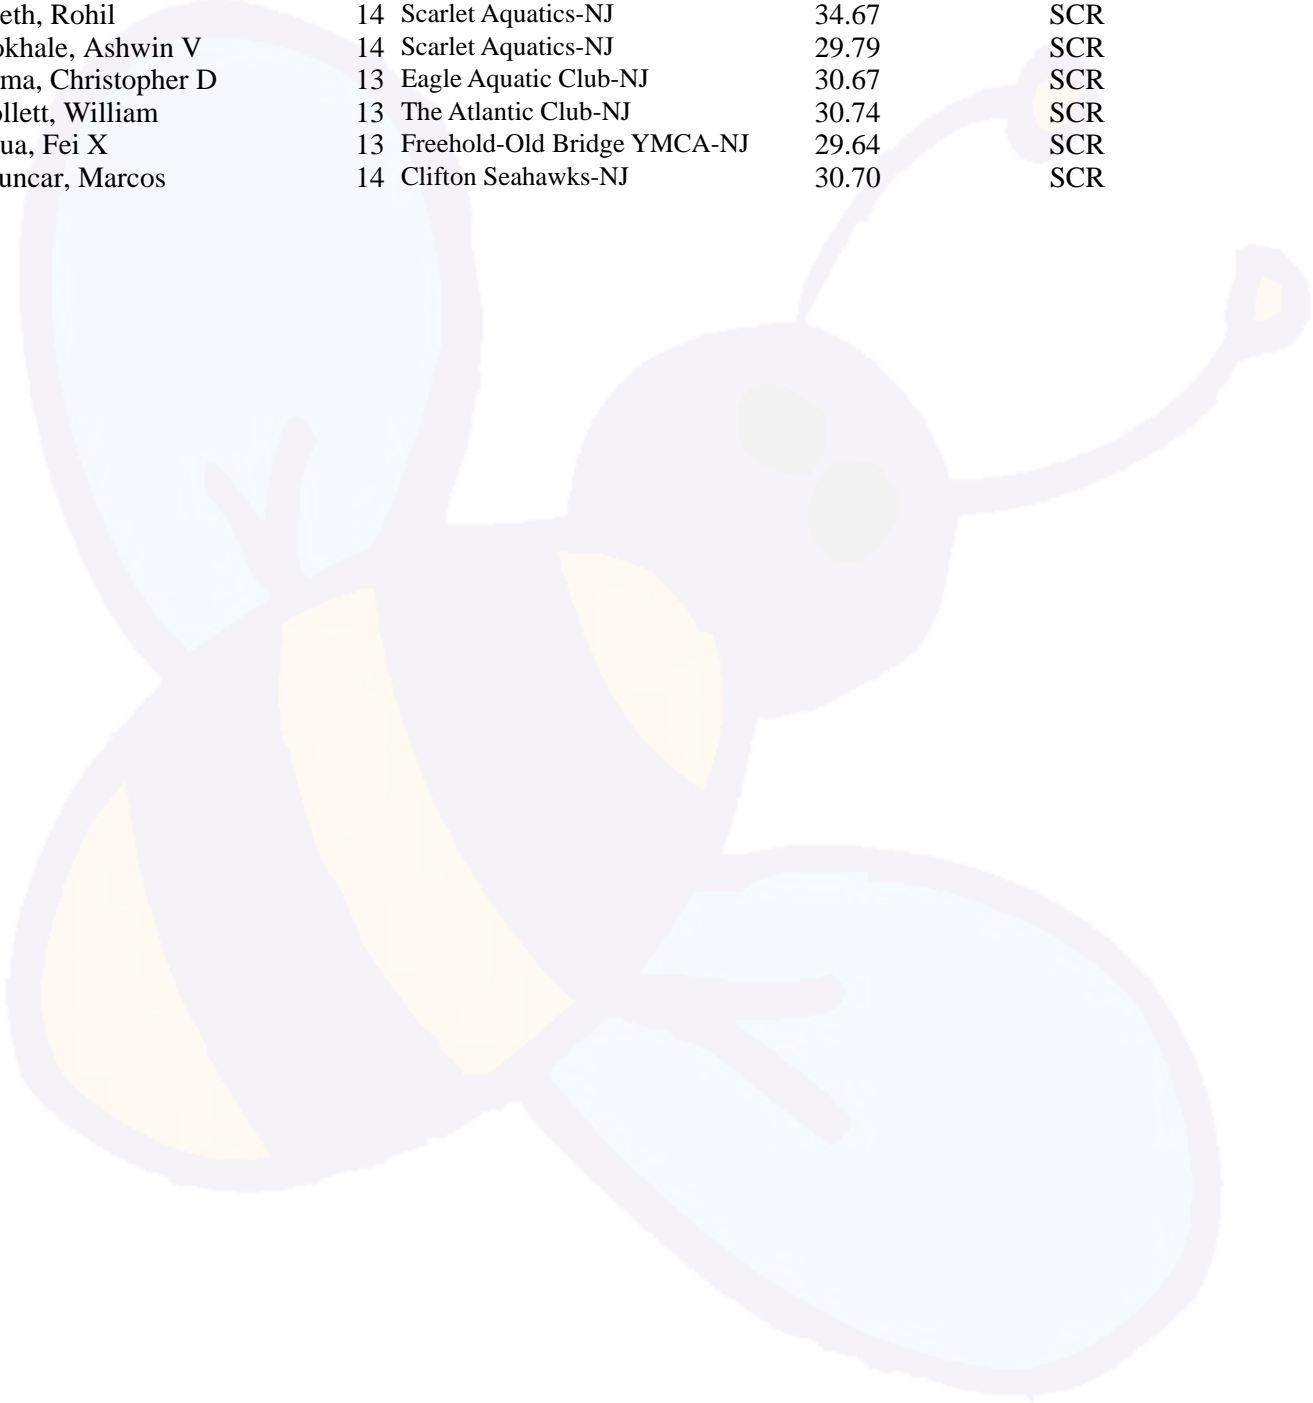 eth, Rohil 14 Scarlet Aquatics-NJ 34.67 SCR
okhale, Ashwin V 14 Scarlet Aquatics-NJ 29.79 SCR
ma, Christopher D 13 Eagle Aquatic Club-NJ 30.67 SCR
ollett, William 13 The Atlantic Club-NJ 30.74 SCR
ua, Fei X 13 Freehold-Old Bridge YMCA-NJ 29.64 SCR
uncar, Marcos 14 Clifton Seahawks-NJ 30.70 SCR